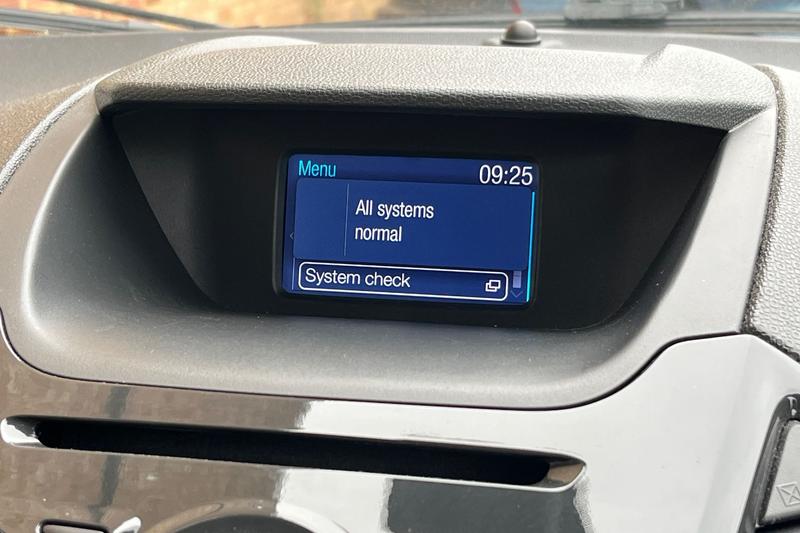 Menu 09:25
All systems
normal
System check